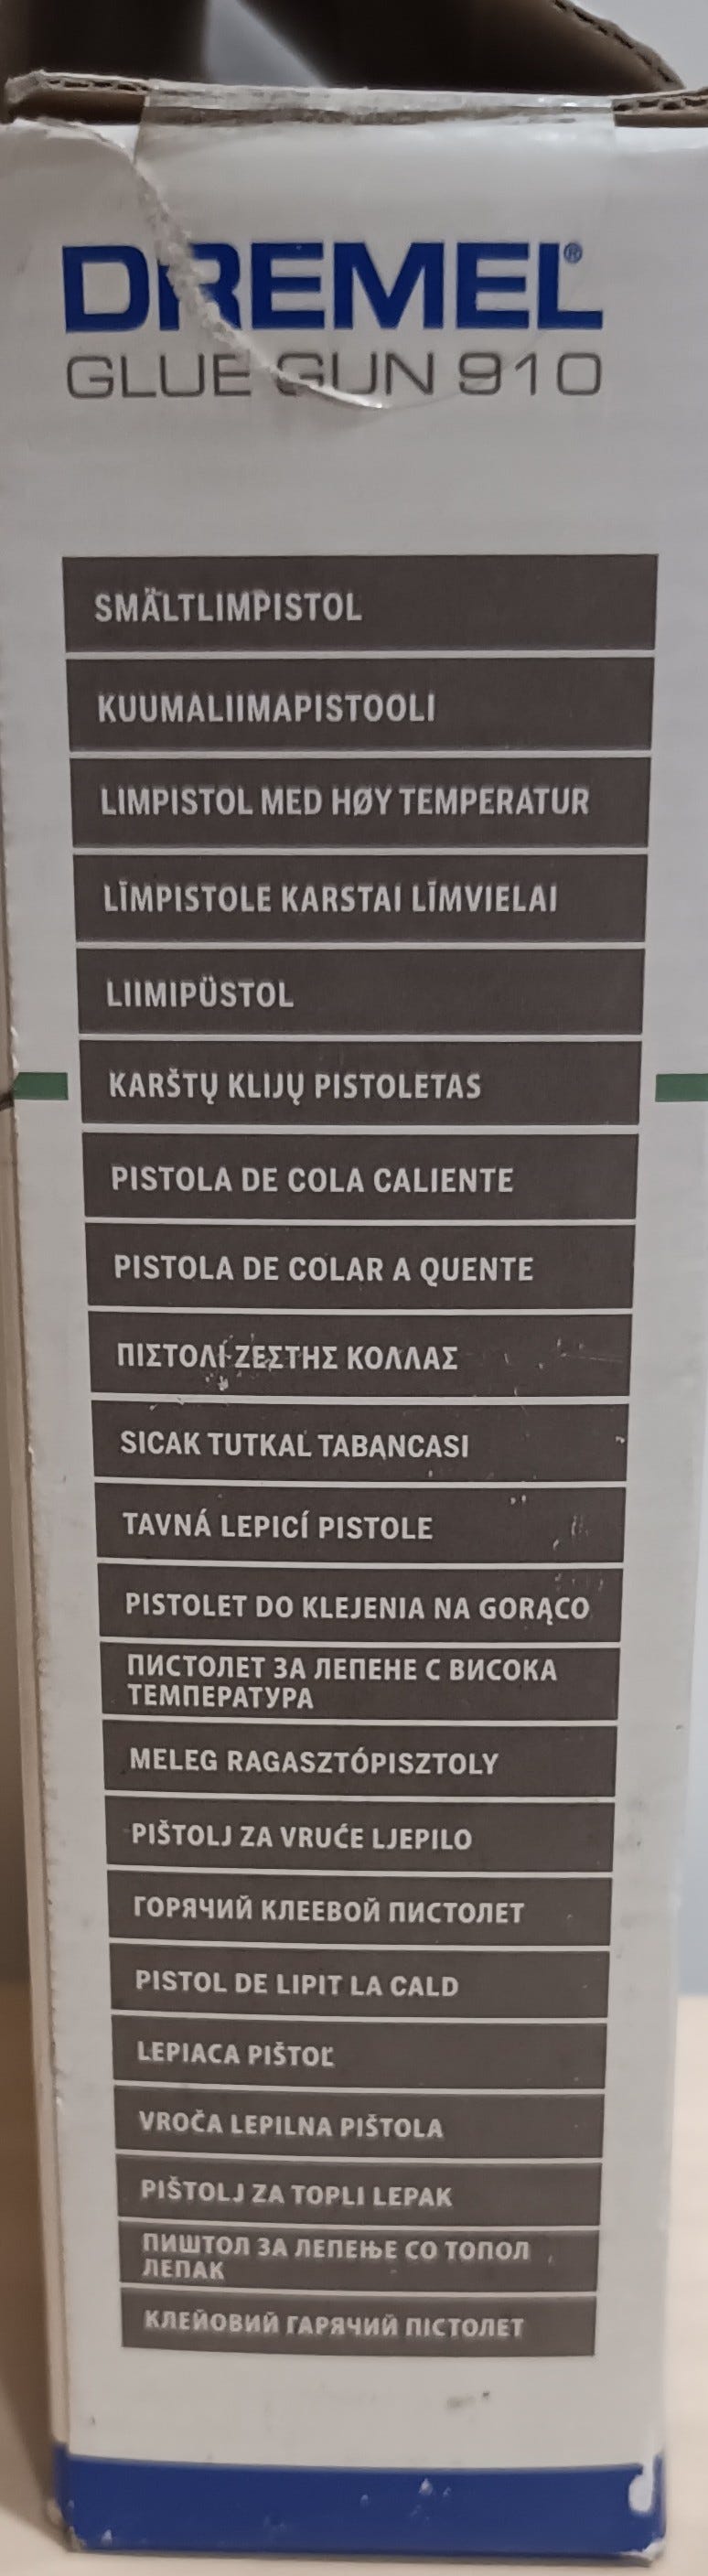 DREMEL®
GLUE GUN 910
SMÄLTLIMPISTOL
KUUMALIIMAPISTOOLI
LIMPISTOL MED HØY TEMPERATUR
LĪMPISTOLE KARSTAI LĪMVIELAI
LIIMIPÜSTOL
KARŠTŲ KLIJŲ PISTOLETAS
PISTOLA DE COLA CALIENTE
PISTOLA DE COLAR A QUENTE
ΠΙΣΤΟΛΙ ΖΕΣΤΗΣ ΚΟΛΛΑΣ
SICAK TUTKAL TABANCASI
TAVNÁ LEPICÍ PISTOLE
PISTOLET DO KLEJENIA NA GORĄCO
ПИСТОЛЕТ ЗА ЛЕПЕНЕ С ВИСОКА
ТЕМПЕРАТУРА
MELEG RAGASZTÓPISZTOLY
PIŠTOLJ ZA VRUĆE LJEPILO
ГОРЯЧИЙ КЛЕЕВОЙ ПИСТОЛЕТ
PISTOL DE LIPIT LA CALD
LEPIACA PIŠTOĽ
VROČA LEPILNA PIŠTOLA
PIŠTOLJ ZA TOPLI LEPAK
ПИШТОЛ ЗА ЛЕПЕЊЕ СО ТОПОЛ
ЛЕПАК
КЛЕЙОВИЙ ГАРЯЧИЙ ПІСТОЛЕТ